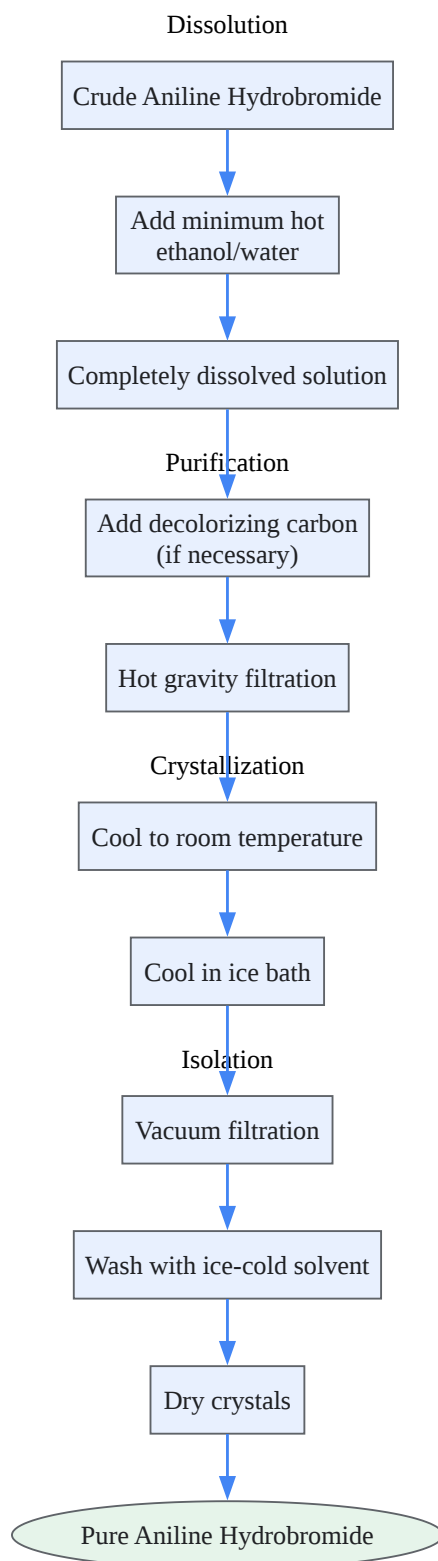 Dissolution
Crude Aniline Hydrobromide
Add minimum hot
ethanol/water
Completely dissolved solution
Purification
Add decolorizing carbon
(if necessary)
Hot gravity filtration
Crystallization
Cool to room temperature
Cool in ice bath
Isolation
Vacuum filtration
Wash with ice-cold solvent
Dry crystals
Pure Aniline Hydrobromide